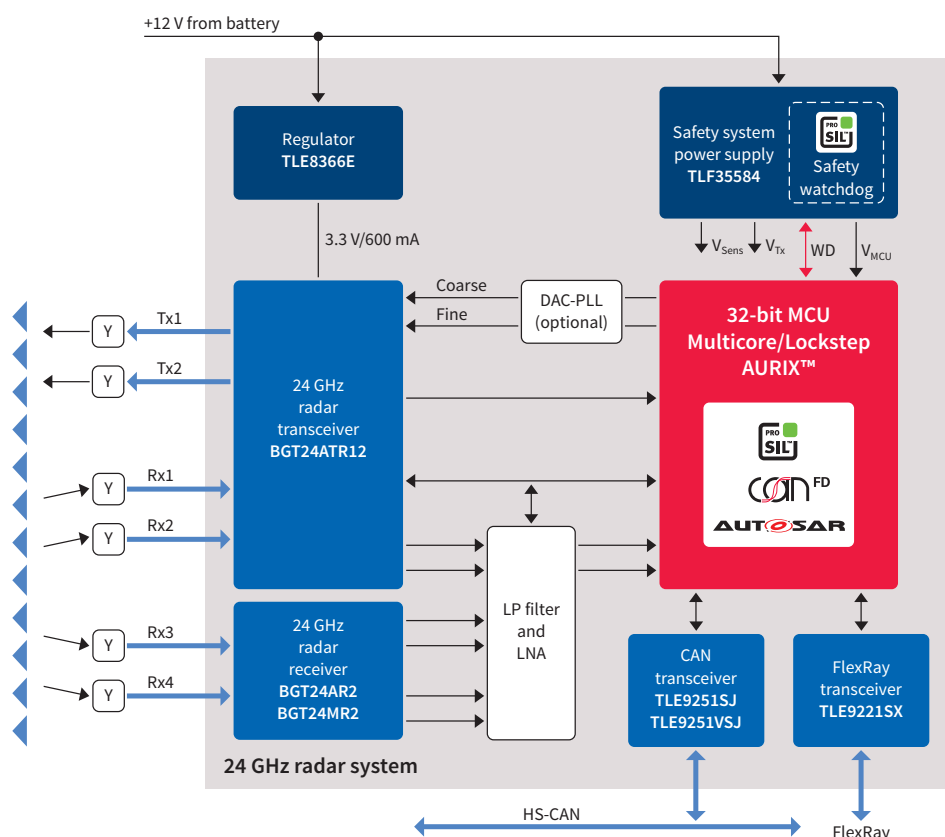 +12 V from battery
Regulator
TLE8366E
Safety system
power supply
TLF35584
PRO
SIL™
Safety
watchdog
3.3 V/600 mA
VSens
VTx
WD
VMCU
Coarse
Fine
DAC-PLL
(optional)
32-bit MCU
Multicore/Lockstep
AURIX™
PRO
SIL™
CAN FD
AUTOSAR
Tx1
Y
Tx2
Y
24 GHz
radar
transceiver
BGT24ATR12
Rx1
Y
Rx2
Y
LP filter
and
LNA
Rx3
Y
Rx4
Y
24 GHz
radar
receiver
BGT24AR2
BGT24MR2
CAN
transceiver
TLE9251SJ
TLE9251VSJ
FlexRay
transceiver
TLE9221SX
24 GHz radar system
HS-CAN
FlexRay